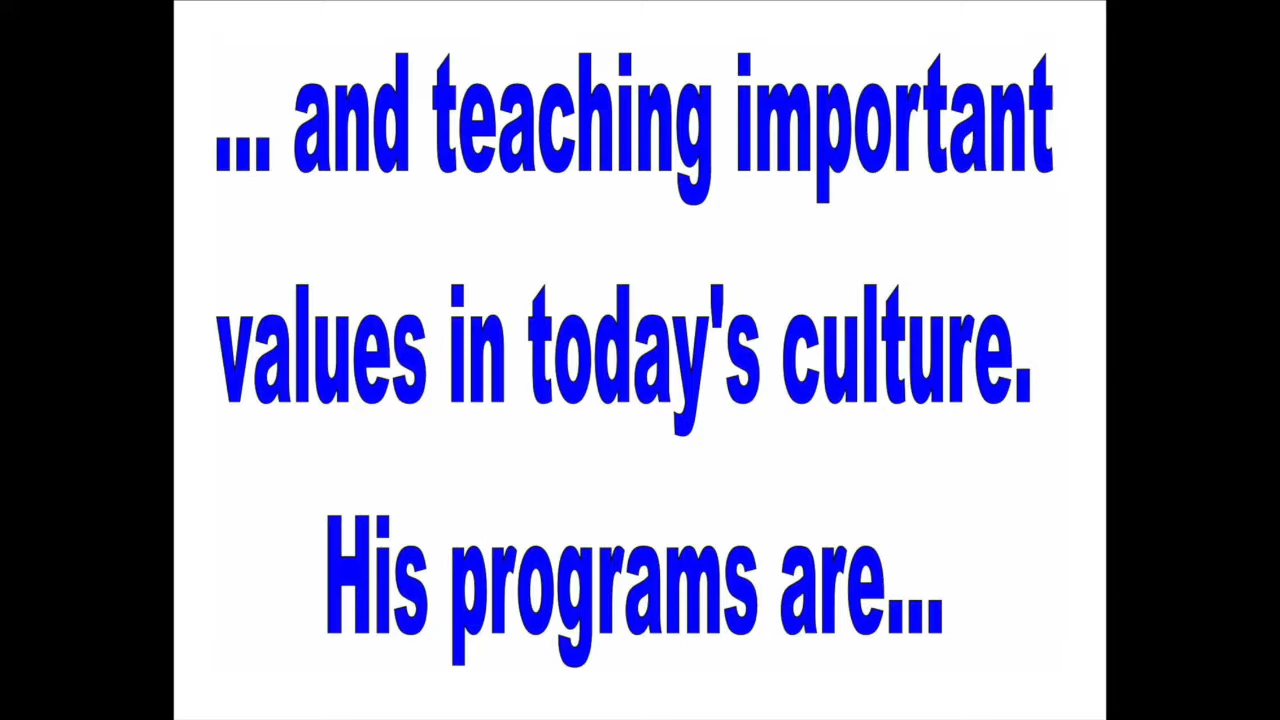 ... and teaching important
values in today's culture.
His programs are...